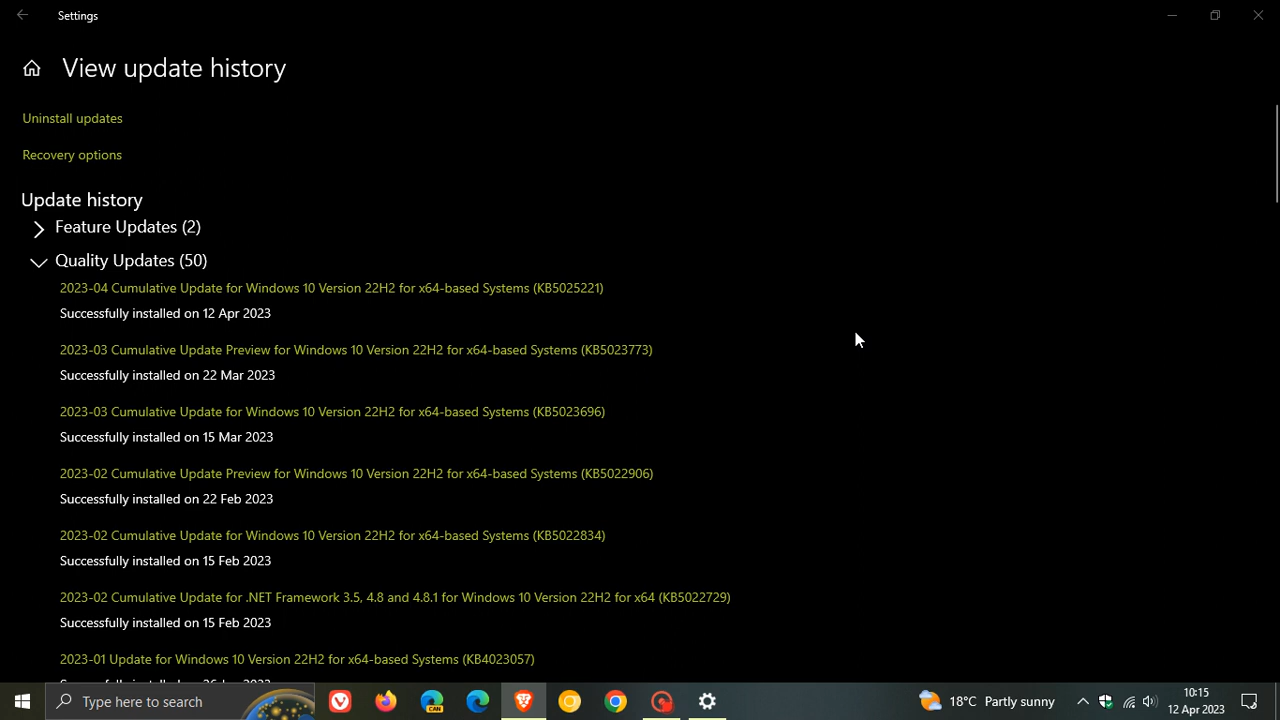 Settings
View update history
Uninstall updates
Recovery options
Update history
Feature Updates (2)
Quality Updates (50)
2023-04 Cumulative Update for Windows 10 Version 22H2 for x64-based Systems (KB5025221)
Successfully installed on 12 Apr 2023
2023-03 Cumulative Update Preview for Windows 10 Version 22H2 for x64-based Systems (KB5023773)
Successfully installed on 22 Mar 2023
2023-03 Cumulative Update for Windows 10 Version 22H2 for x64-based Systems (KB5023696)
Successfully installed on 15 Mar 2023
2023-02 Cumulative Update Preview for Windows 10 Version 22H2 for x64-based Systems (KB5022906)
Successfully installed on 22 Feb 2023
2023-02 Cumulative Update for Windows 10 Version 22H2 for x64-based Systems (KB5022834)
Successfully installed on 15 Feb 2023
2023-02 Cumulative Update for .NET Framework 3.5, 4.8 and 4.8.1 for Windows 10 Version 22H2 for x64 (KB5022729)
Successfully installed on 15 Feb 2023
2023-01 Update for Windows 10 Version 22H2 for x64-based Systems (KB4023057)
Type here to search
CAN
18°C Partly sunny
10:15
12 Apr 2023